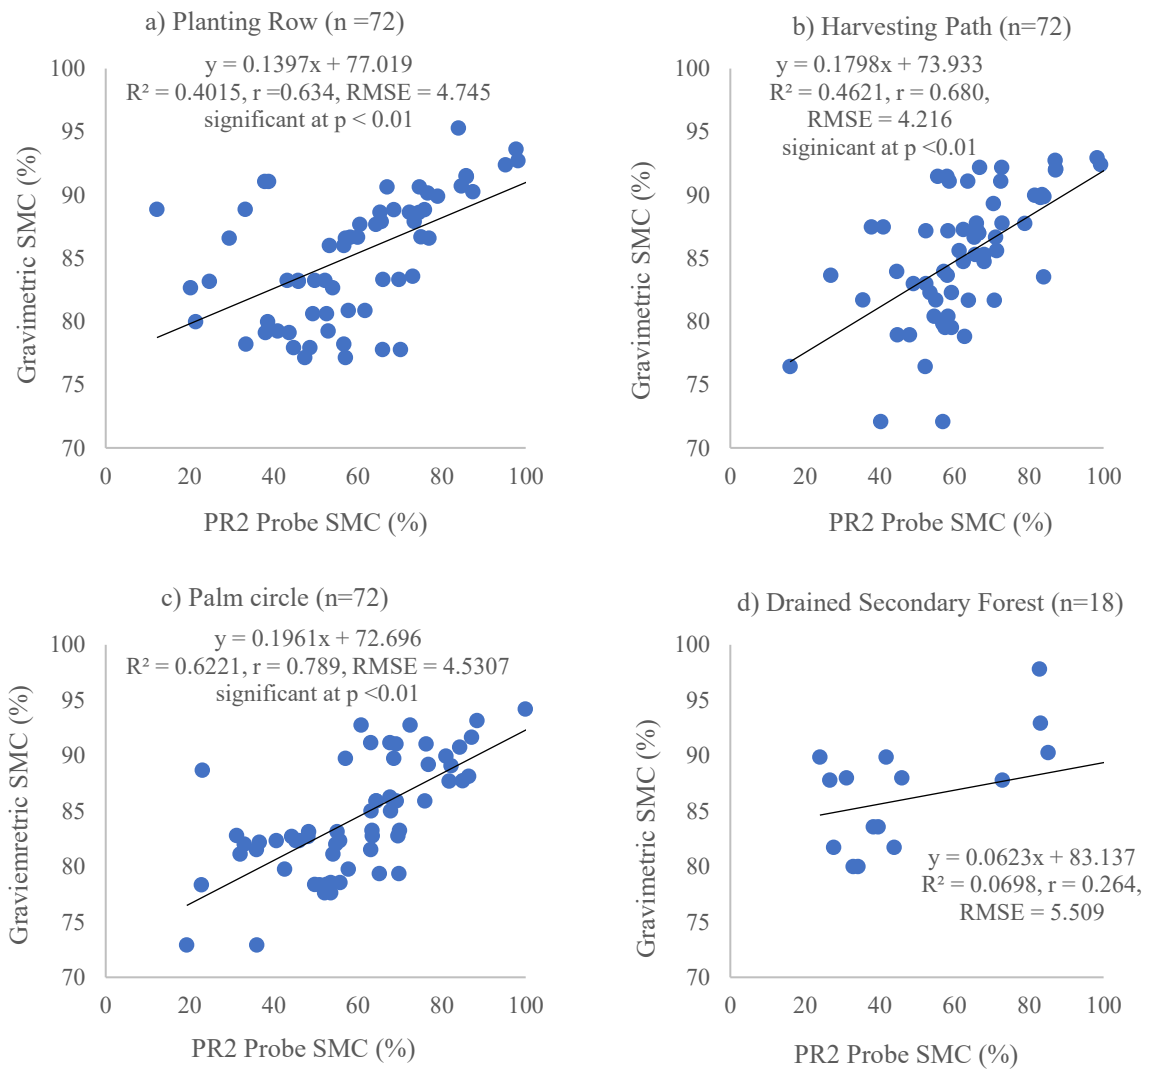 a) Planting Row (n =72)
y = 0.1397x + 77.019
R² = 0.4015, r =0.634, RMSE = 4.745
significant at p < 0.01
100
95
90
85
80
75
70
Gravimetric SMC (%)
0 20 40 60 80 100
PR2 Probe SMC (%)
b) Harvesting Path (n=72)
y = 0.1798x + 73.933
R² = 0.4621, r = 0.680,
RMSE = 4.216
siginicant at p <0.01
100
95
90
85
80
75
70
Gravimetric SMC (%)
0 20 40 60 80 100
PR2 Probe SMC (%)
c) Palm circle (n=72)
y = 0.1961x + 72.696
R² = 0.6221, r = 0.789, RMSE = 4.5307
significant at p <0.01
100
95
90
85
80
75
70
Graviemretric SMC (%)
0 20 40 60 80 100
PR2 Probe SMC (%)
d) Drained Secondary Forest (n=18)
100
95
90
85
80
75
70
Gravimetric SMC (%)
y = 0.0623x + 83.137
R² = 0.0698, r = 0.264,
RMSE = 5.509
0 20 40 60 80 100
PR2 Probe SMC (%)